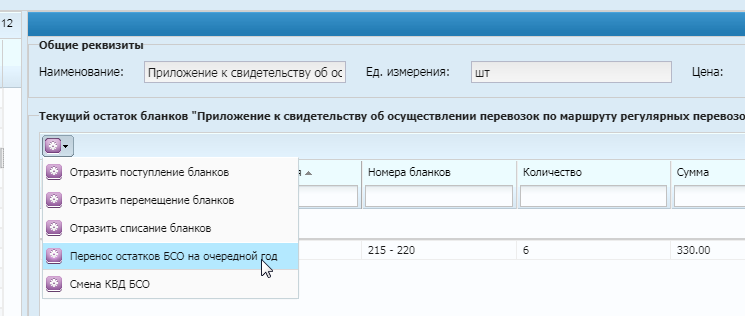 12
Общие реквизиты
Наименование: Приложение к свидетельству об ос Ед. измерения: шт Цена:
Текущий остаток бланков "Приложение к свидетельству об осуществлении перевозок по маршруту регулярных перевозо
Отразить поступление бланков
Номера бланков Количество Сумма
Отразить перемещение бланков
Отразить списание бланков
Перенос остатков БСО на очередной год
215 - 220 6 330.00
Смена КВД БСО